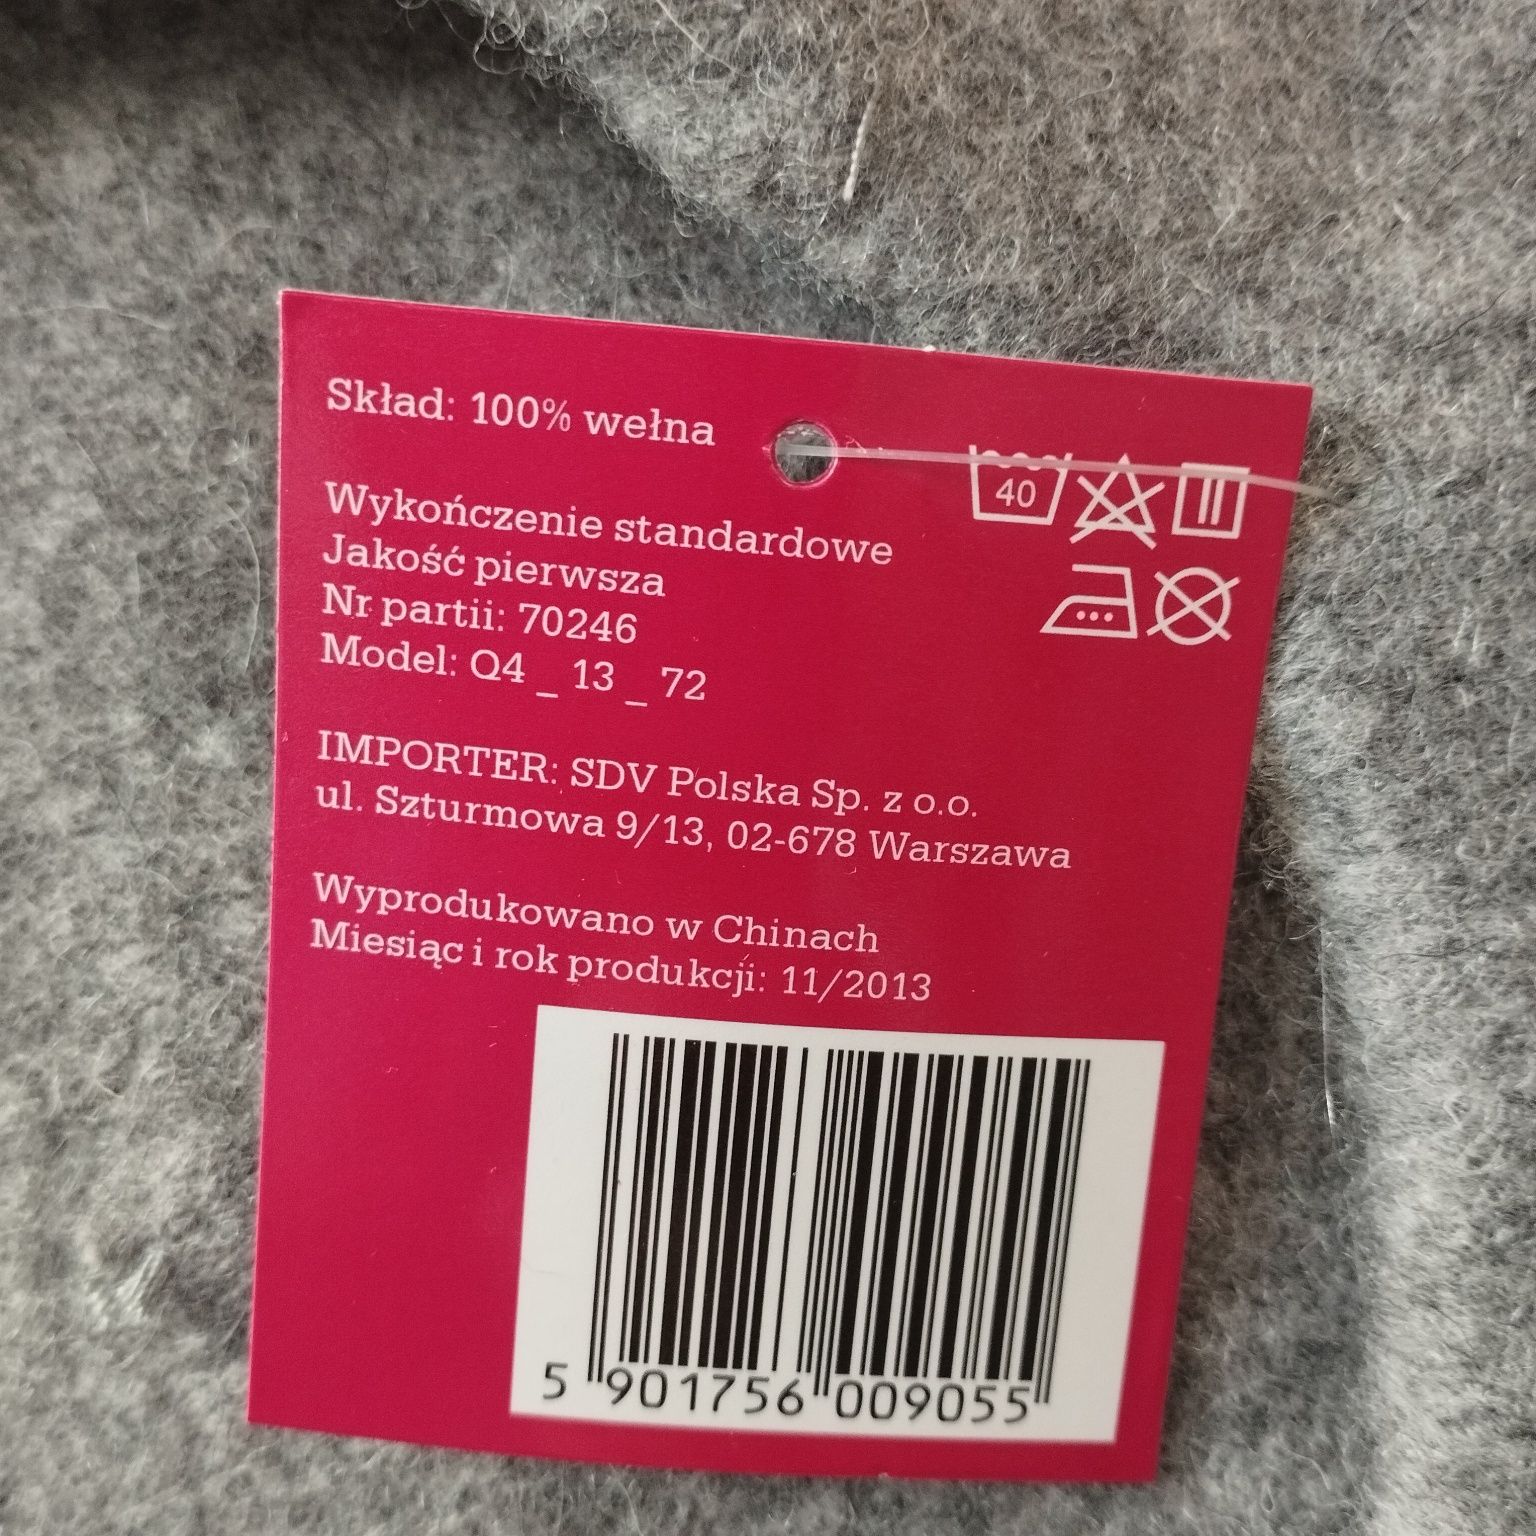 Skład: 100% wełna
40
Wykończenie standardowe
Jakość pierwsza
Nr partii: 70246
Model: Q4 _ 13 _ 72
IMPORTER: SDV Polska Sp. z o.o.
ul. Szturmowa 9/13, 02-678 Warszawa
Wyprodukowano w Chinach
Miesiąc i rok produkcji: 11/2013
5 901756 009055